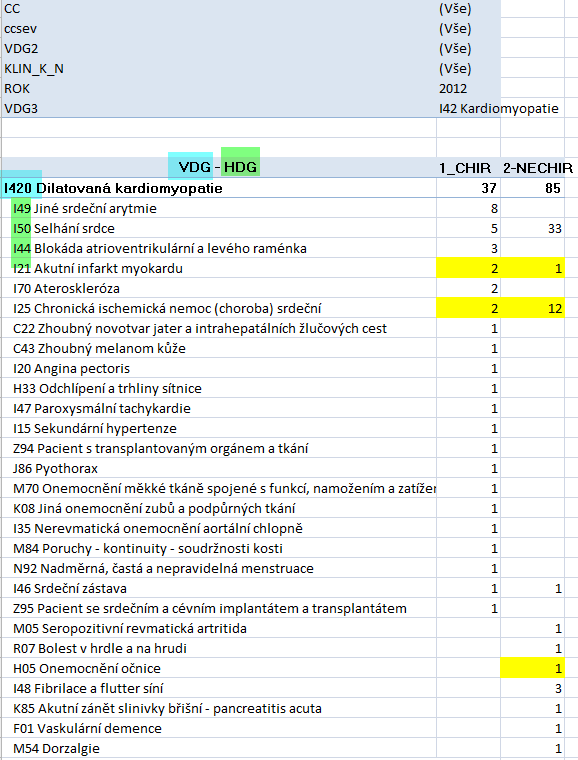 CC (Vše)
ccsev (Vše)
VDG2 (Vše)
KLIN_K_N (Vše)
ROK 2012
VDG3 I42 Kardiomyopatie
VDG - HDG 1_CHIR 2-NECHIR
I420 Dilatovaná kardiomyopatie 37 85
I49 Jiné srdeční arytmie 8
I50 Selhání srdce 5 33
I44 Blokáda atrioventrikulární a levého raménka 3
I21 Akutní infarkt myokardu 2 1
I70 Ateroskleróza 2
I25 Chronická ischemická nemoc (choroba) srdeční 2 12
C22 Zhoubný novotvar jater a intrahepatálních žlučových cest 1
C43 Zhoubný melanom kůže 1
I20 Angina pectoris 1
H33 Odchlípení a trhliny sítnice 1
I47 Paroxysmální tachykardie 1
I15 Sekundární hypertenze 1
Z94 Pacient s transplantovaným orgánem a tkání 1
J86 Pyothorax 1
M70 Onemocnění měkké tkáně spojené s funkcí, namožením a zatížer 1
K08 Jiná onemocnění zubů a podpůrných tkání 1
I35 Nerevmatická onemocnění aortální chlopně 1
M84 Poruchy - kontinuity - soudržnosti kosti 1
N92 Nadměrná, častá a nepravidelná menstruace 1
I46 Srdeční zástava 1 1
Z95 Pacient se srdečním a cévním implantátem a transplantátem 1
M05 Seropozitivní revmatická artritida 1
R07 Bolest v hrdle a na hrudi 1
H05 Onemocnění očnice 1
I48 Fibrilace a flutter síní 3
K85 Akutní zánět slinivky břišní - pancreatitis acuta 1
F01 Vaskulární demence 1
M54 Dorzalgie 1